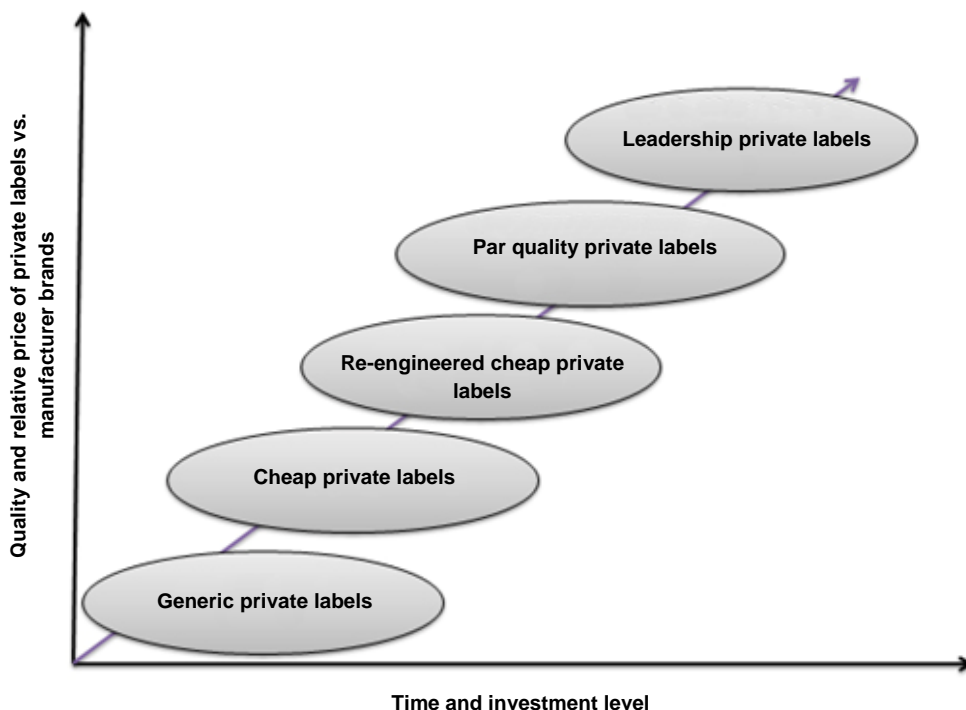 Quality and relative price of private labels vs.
manufacturer brands
Leadership private labels
Par quality private labels
Re-engineered cheap private
labels
Cheap private labels
Generic private labels
Time and investment level